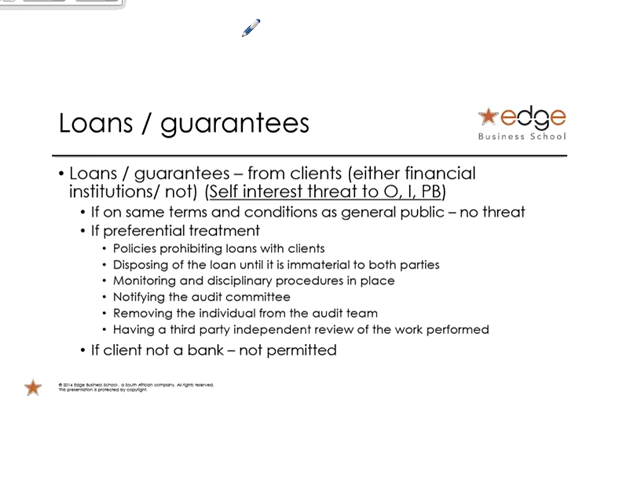 Loans / guarantees
edge
Business School
• Loans / guarantees – from clients (either financial
institutions/ not) (Self interest threat to O, I, PB)
• If on same terms and conditions as general public – no threat
• If preferential treatment
• Policies prohibiting loans with clients
• Disposing of the loan until it is immaterial to both parties
• Monitoring and disciplinary procedures in place
• Notifying the audit committee
• Removing the individual from the audit team
• Having a third party independent review of the work performed
• If client not a bank – not permitted
© 2016 Edge Business School, a South African company. All rights reserved.
This presentation is protected by copyright.